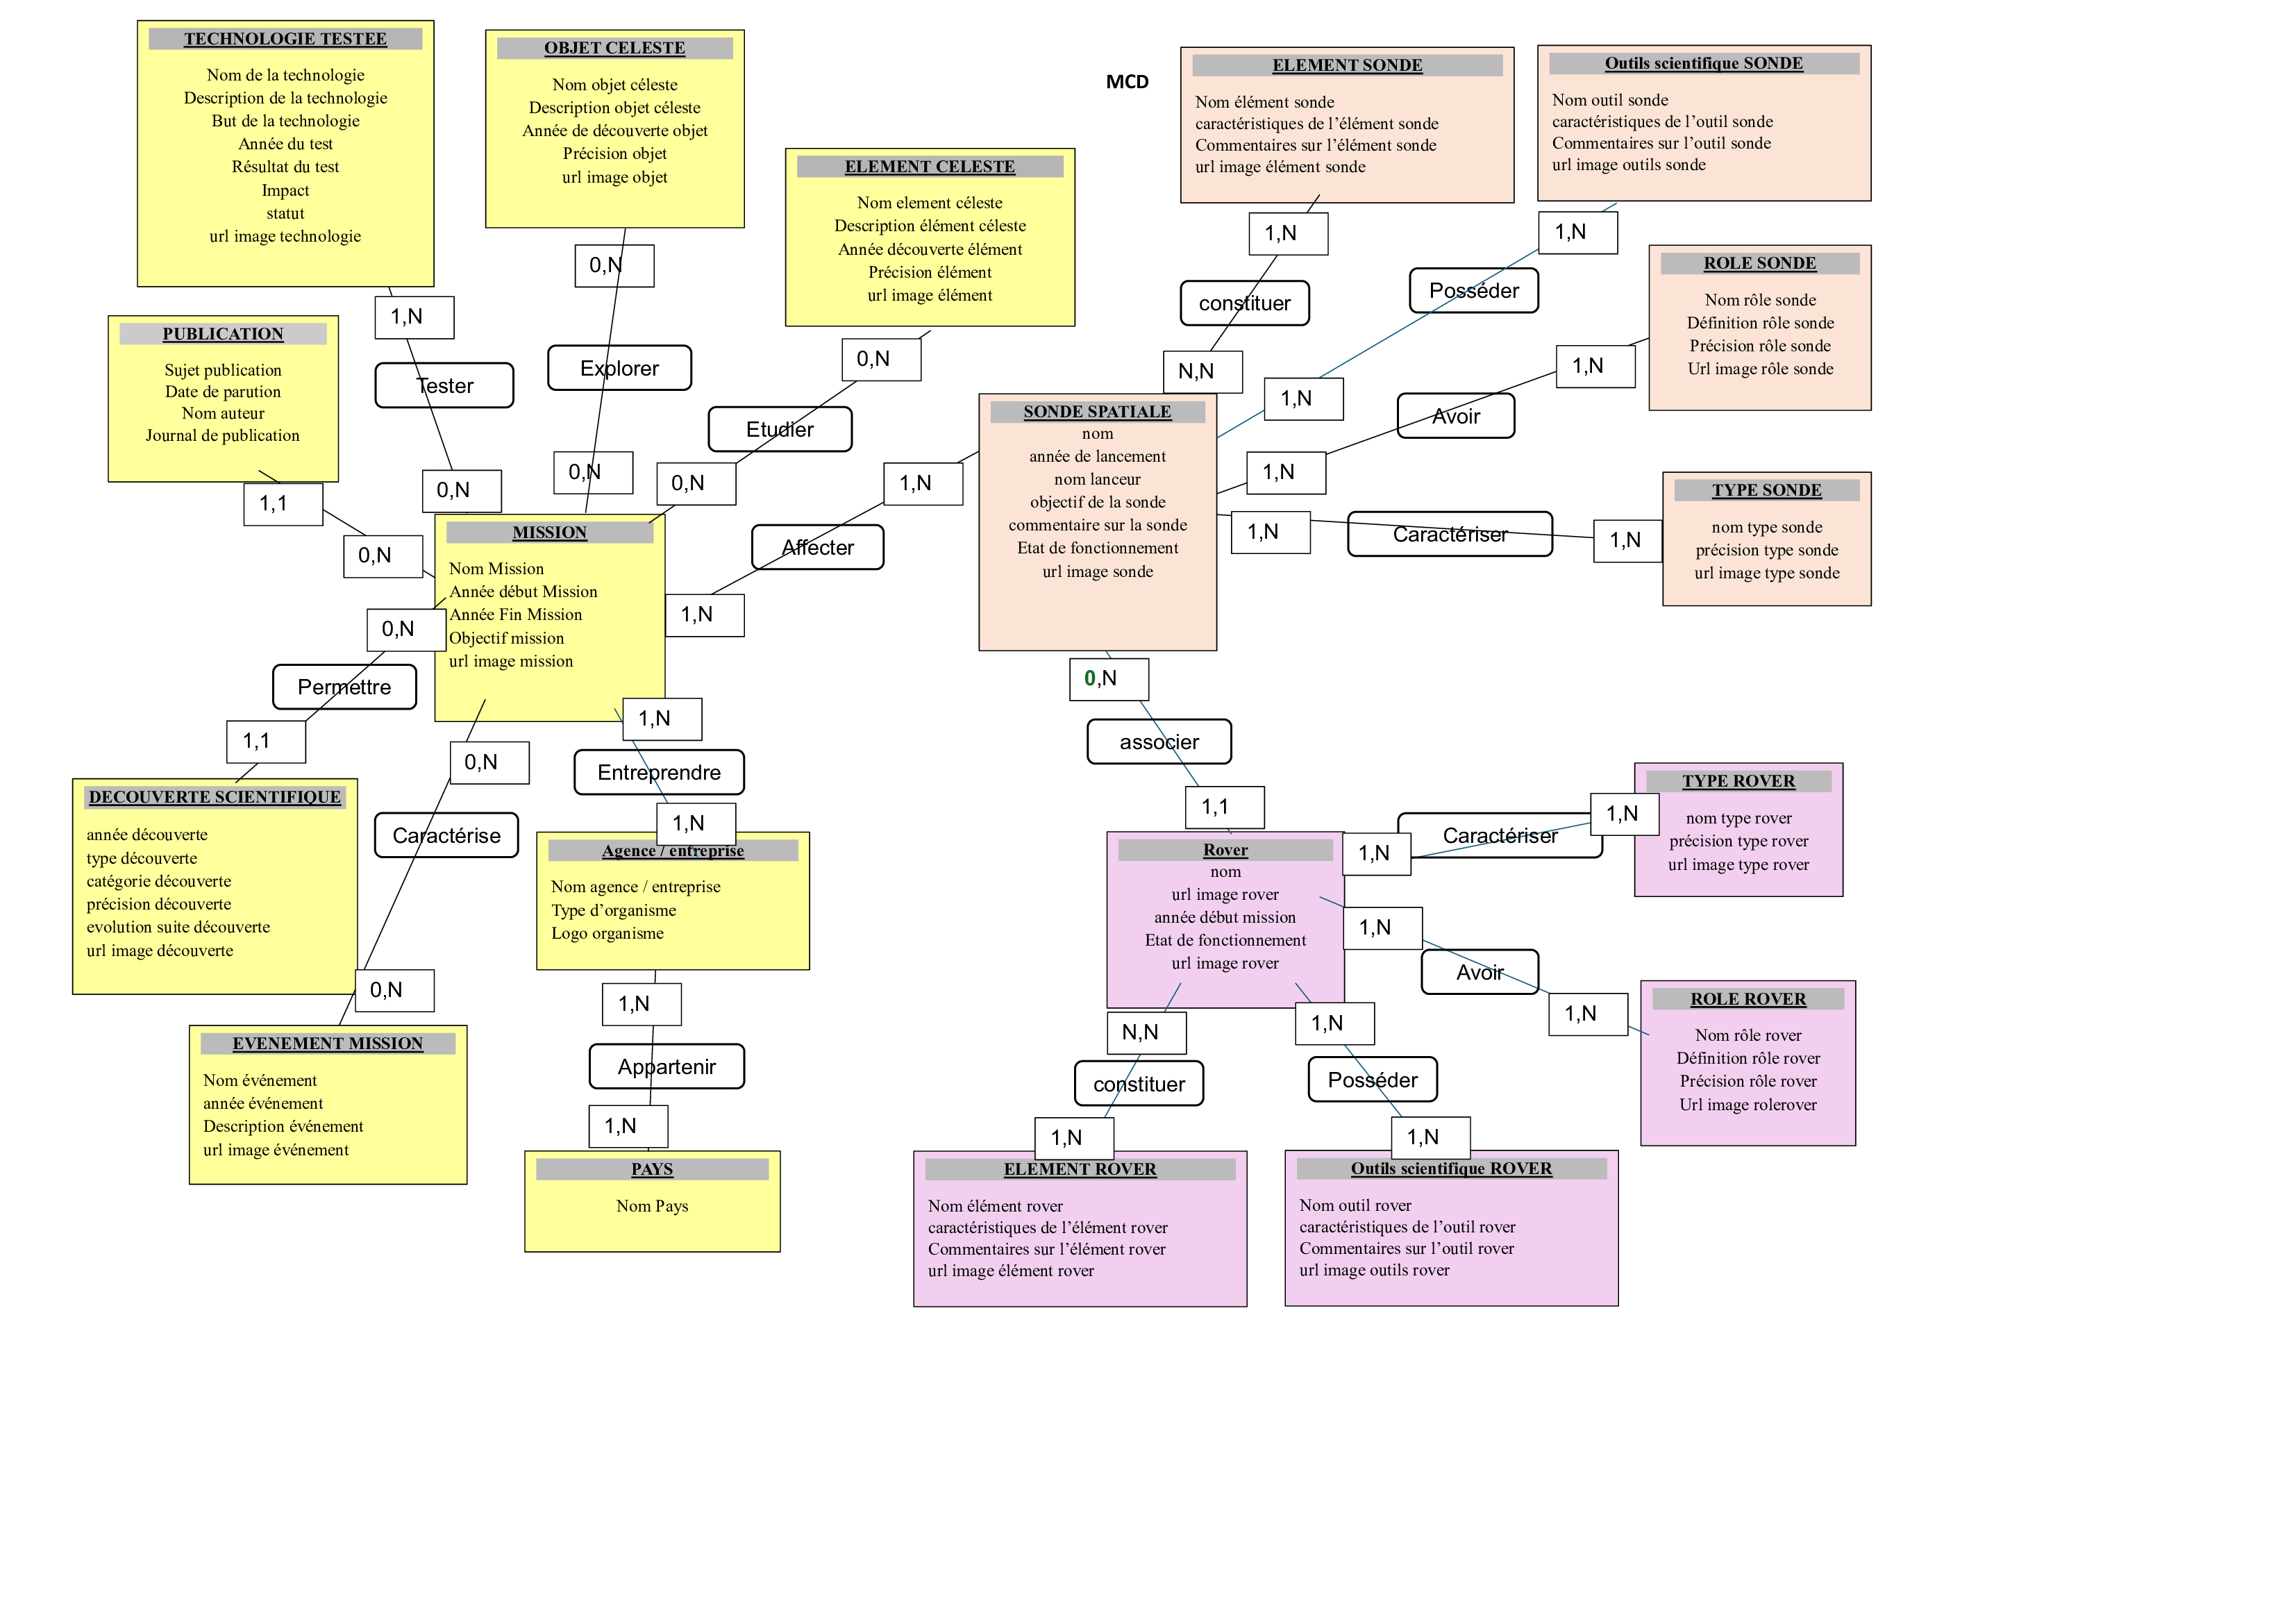 MCD
TECHNOLOGIE TESTEE
Nom de la technologie
Description de la technologie
But de la technologie
Année du test
Résultat du test
Impact
statut
url image technologie
OBJET CELESTE
Nom objet céleste
Description objet céleste
Année de découverte objet
Précision objet
url image objet
ELEMENT CELESTE
Nom element céleste
Description élément céleste
Année découverte élément
Précision élément
url image élément
ELEMENT SONDE
Nom élément sonde
caractéristiques de l’élément sonde
Commentaires sur l’élément sonde
url image élément sonde
Outils scientifique SONDE
Nom outil sonde
caractéristiques de l’outil sonde
Commentaires sur l’outil sonde
url image outils sonde
ROLE SONDE
Nom rôle sonde
Définition rôle sonde
Précision rôle sonde
Url image rôle sonde
TYPE SONDE
nom type sonde
précision type sonde
url image type sonde
PUBLICATION
Sujet publication
Date de parution
Nom auteur
Journal de publication
1,N
Tester
0,N
0,N
Explorer
0,N
0,N
Etudier
0,N
1,N
constituer
N,N
1,N
Posséder
1,N
1,N
Avoir
1,N
1,N
Caractériser
1,N
1,1
0,N
1,N
Affecter
1,N
MISSION
Nom Mission
Année début Mission
Année Fin Mission
Objectif mission
url image mission
SONDE SPATIALE
nom
année de lancement
nom lanceur
objectif de la sonde
commentaire sur la sonde
Etat de fonctionnement
url image sonde
0,N
Permettre
1,1
0,N
Caractérise
0,N
1,N
Entreprendre
1,N
0,N
associer
1,1
DECOUVERTE SCIENTIFIQUE
année découverte
type découverte
catégorie découverte
précision découverte
evolution suite découverte
url image découverte
Agence / entreprise
Nom agence / entreprise
Type d’organisme
Logo organisme
1,N
Appartenir
1,N
EVENEMENT MISSION
Nom événement
année événement
Description événement
url image événement
PAYS
Nom Pays
Rover
nom
url image rover
année début mission
Etat de fonctionnement
url image rover
1,N
Caractériser
1,N
TYPE ROVER
nom type rover
précision type rover
url image type rover
1,N
Avoir
1,N
ROLE ROVER
Nom rôle rover
Définition rôle rover
Précision rôle rover
Url image rolerover
N,N
constituer
1,N
1,N
Posséder
1,N
ELEMENT ROVER
Nom élément rover
caractéristiques de l’élément rover
Commentaires sur l’élément rover
url image élément rover
Outils scientifique ROVER
Nom outil rover
caractéristiques de l’outil rover
Commentaires sur l’outil rover
url image outils rover